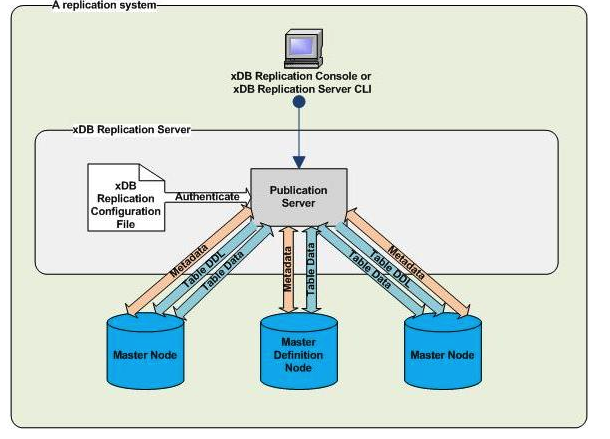 A replication system
xDB Replication Console or
xDB Replication Server CLI
xDB Replication Server
xDB
Replication
Configuration
File
Authenticate
Publication
Server
Metadata
Table DDL
Table Data
Metadata
Table Data
Table Data
Table DDL
Metadata
Master Node
Master
Definition
Node
Master Node